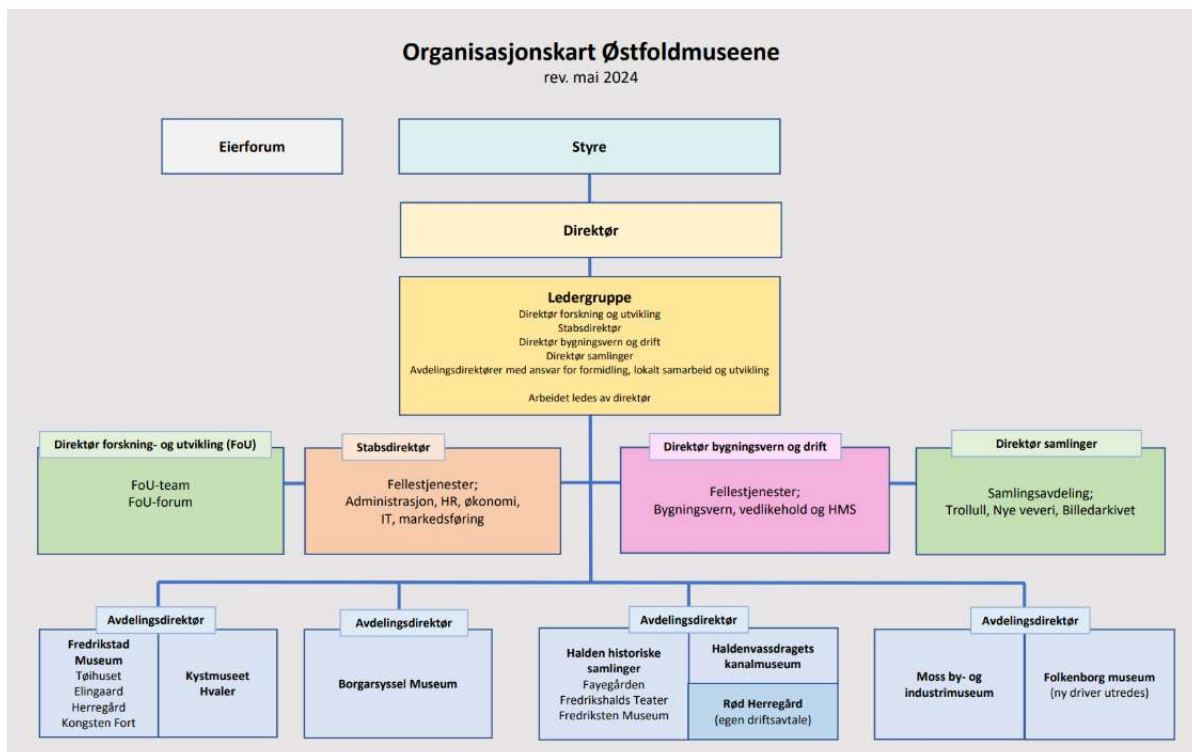 Organisasjonskart Østfoldmuseene
rev. mai 2024
Eierforum
Styre
Direktør
Ledergruppe
Direktør forskning og utvikling
Stabsdirektør
Direktør bygningsvern og drift
Direktør samlinger
Avdelingsdirektører med ansvar for formidling, lokalt samarbeid og utvikling
Arbeidet ledes av direktør
Direktør forskning- og utvikling (FoU)
FoU-team
FoU-forum
Stabsdirektør
Fellestjenester;
Administrasjon, HR, økonomi,
IT, markedsføring
Direktør bygningsvern og drift
Fellestjenester;
Bygningsvern, vedlikehold og HMS
Direktør samlinger
Samlingsavdeling;
Trollull, Nye veveri, Billedarkivet
Avdelingsdirektør
Fredrikstad
Museum
Tøihuset
Elingaard
Herregård
Kongsten Fort
Kystmuseet
Hvaler
Avdelingsdirektør
Borgarsyssel Museum
Avdelingsdirektør
Halden historiske
samlinger
Fayegården
Fredrikshalds Teater
Fredriksten Museum
Haldenvassdragets
kanalmuseum
Rød Herregård
(egen driftsavtale)
Avdelingsdirektør
Moss by- og
industrimuseum
Folkenborg museum
(ny driver utredes)